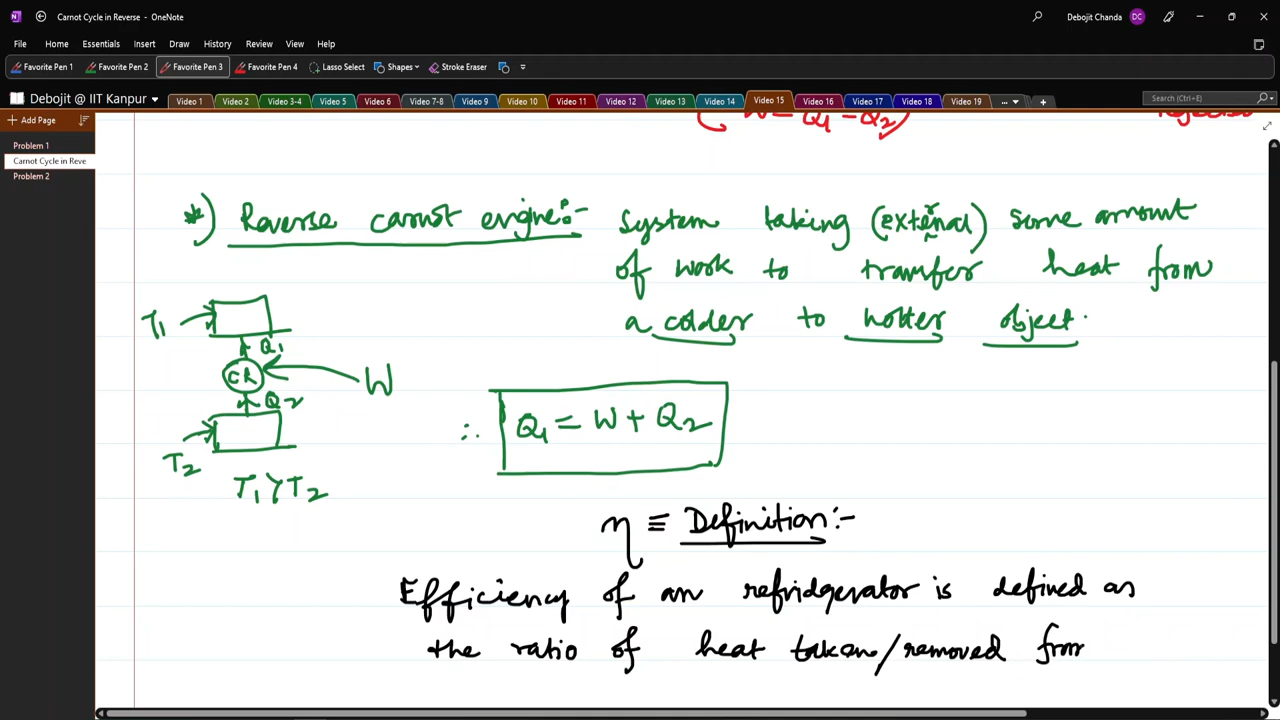 Carnot Cycle in Reverse - OneNote
Debojit Chanda DC
File Home Essentials Insert Draw History Review View Help
Favorite Pen 1 Favorite Pen 2 Favorite Pen 3 Favorite Pen 4 Lasso Select Shapes Stroke Eraser
Debojit @ IIT Kanpur Video 1 Video 2 Video 3-4 Video 5 Video 6 Video 7-8 Video 9 Video 10 Video 11 Video 12 Video 13 Video 14 Video 15 Video 16 Video 17 Video 18 Video 19 ... + Search (Ctrl+E)
+ Add Page
Problem 1
Carnot Cycle in Reve
Problem 2
(W = Q1 - Q2)
rejected
*) Reverse carnot engine:- System taking (external) some amount
of work to transfer heat from
a colder to hotter object.
T1
Q1
CR
W
Q2
T2
T1 > T2
∴ Q1 = W + Q2
η ≡ Definition:-
Efficiency of an refridgerator is defined as
the ratio of heat taken/removed from